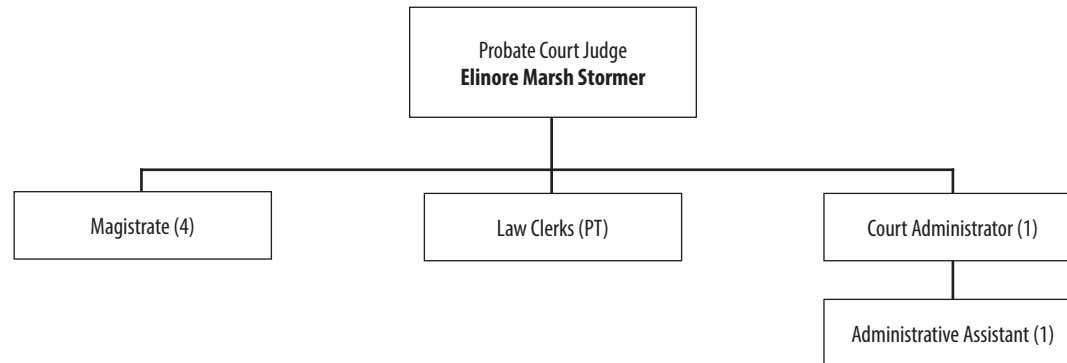 Probate Court Judge
Elinore Marsh Stormer
Magistrate (4)
Law Clerks (PT)
Court Administrator (1)
Administrative Assistant (1)